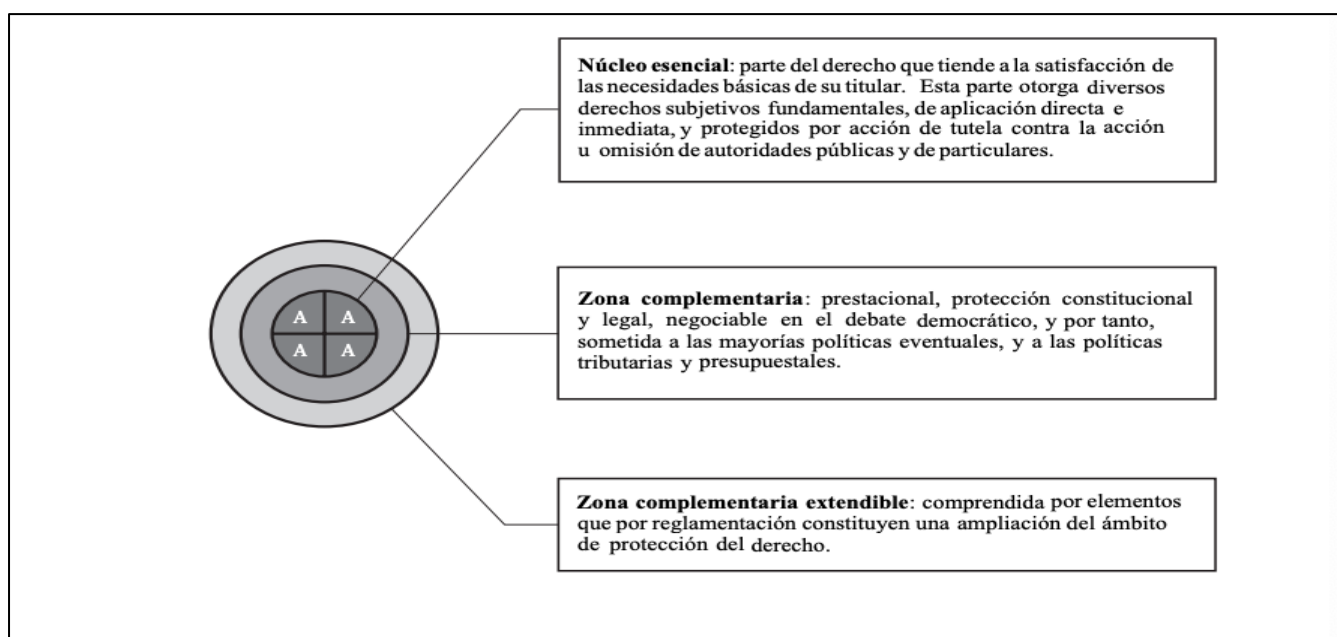 Núcleo esencial: parte del derecho que tiende a la satisfacción de
las necesidades básicas de su titular. Esta parte otorga diversos
derechos subjetivos fundamentales, de aplicación directa e
inmediata, y protegidos por acción de tutela contra la acción
u omisión de autoridades públicas y de particulares.
A A
A A
Zona complementaria: prestacional, protección constitucional
y legal, negociable en el debate democrático, y por tanto,
sometida a las mayorías políticas eventuales, y a las políticas
tributarias y presupuestales.
Zona complementaria extendible: comprendida por elementos
que por reglamentación constituyen una ampliación del ámbito
de protección del derecho.